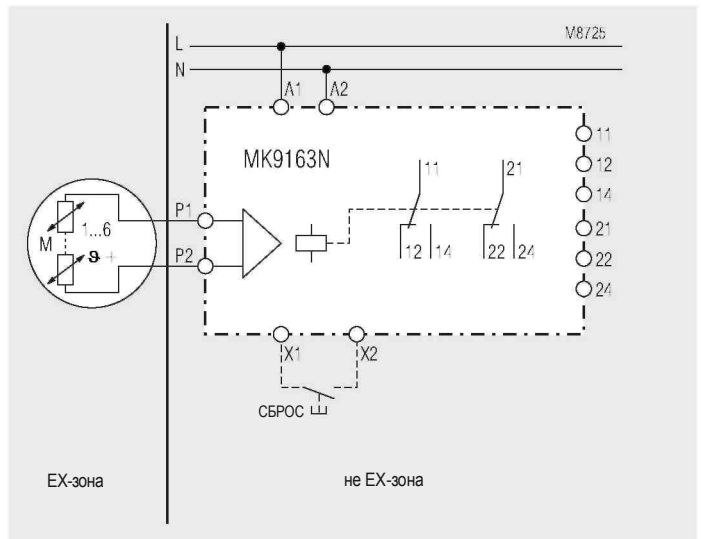 M8725
L
N
A1
A2
MK9163N
11
21
12
14
22
24
11
12
14
21
22
24
P1
P2
M
1...6
ϑ +
X1
X2
СБРОС
EX-зона
не EX-зона